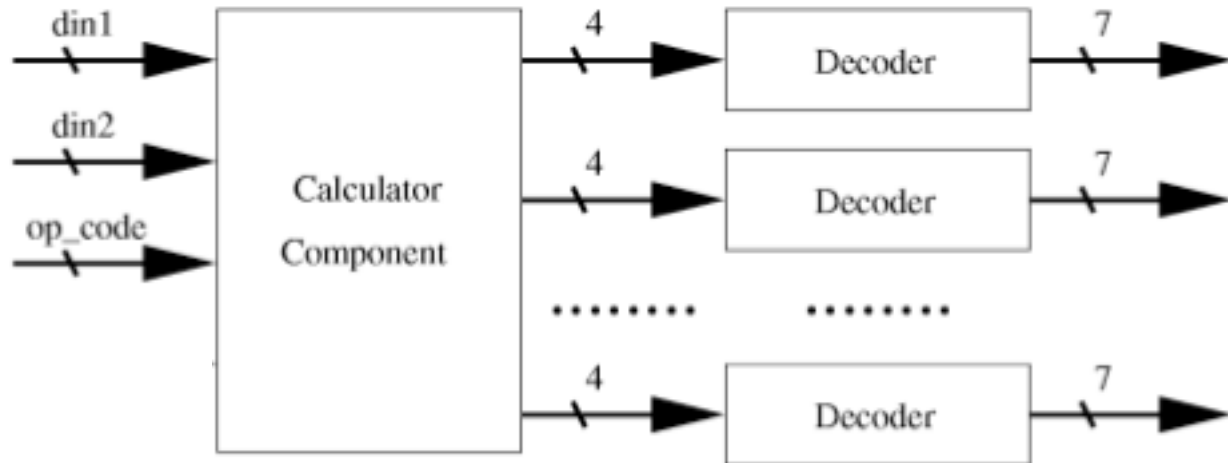 din1
din2
op_code
Calculator
Component
4
Decoder
7
4
Decoder
7
4
Decoder
7